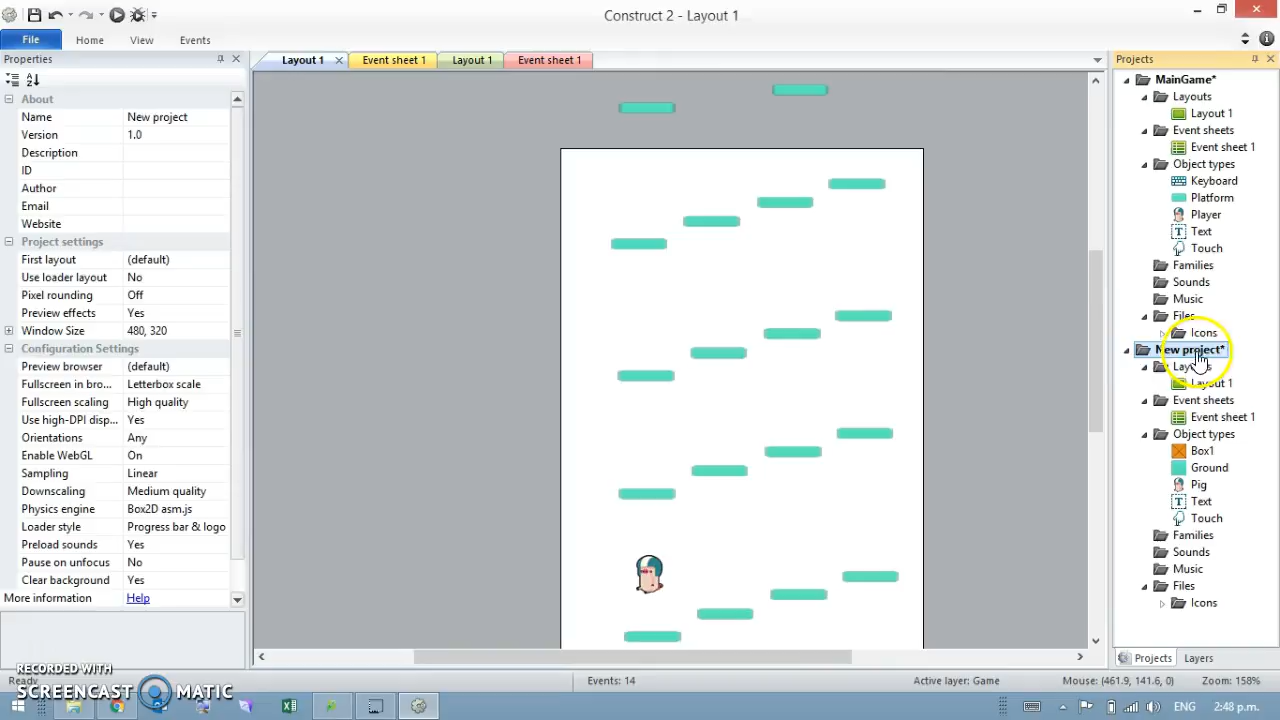 Construct 2 - Layout 1
File
Home
View
Events
Properties
Layout 1
Event sheet 1
Layout 1
Event sheet 1
Projects
About
Name New project
Version 1.0
Description
ID
Author
Email
Website
Project settings
First layout (default)
Use loader layout No
Pixel rounding Off
Preview effects Yes
Window Size 480, 320
Configuration Settings
Preview browser (default)
Fullscreen in bro... Letterbox scale
Fullscreen scaling High quality
Use high-DPI disp... Yes
Orientations Any
Enable WebGL On
Sampling Linear
Downscaling Medium quality
Physics engine Box2D asm.js
Loader style Progress bar & logo
Preload sounds Yes
Pause on unfocus No
Clear background Yes
More information Help
MainGame*
Layouts
Layout 1
Event sheets
Event sheet 1
Object types
Keyboard
Platform
Player
Text
Touch
Families
Sounds
Music
Files
Icons
New project*
Layouts
Layout 1
Event sheets
Event sheet 1
Object types
Box1
Ground
Pig
Text
Touch
Families
Sounds
Music
Files
Icons
Projects
Layers
RECORDED WITH
SCREENCAST MATIC
Ready
Events: 14
Active layer: Game
Mouse: (461.9, 141.6, 0)
Zoom: 158%
ENG
2:48 p.m.